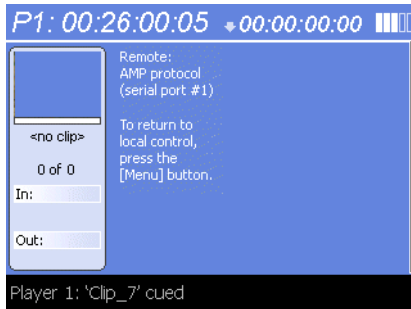 P1: 00:26:00:05 00:00:00:00
Remote:
AMP protocol
(serial port #1)
To return to
local control,
press the
[Menu] button.
<no clip>
0 of 0
In:
Out:
Player 1: 'Clip_7' cued